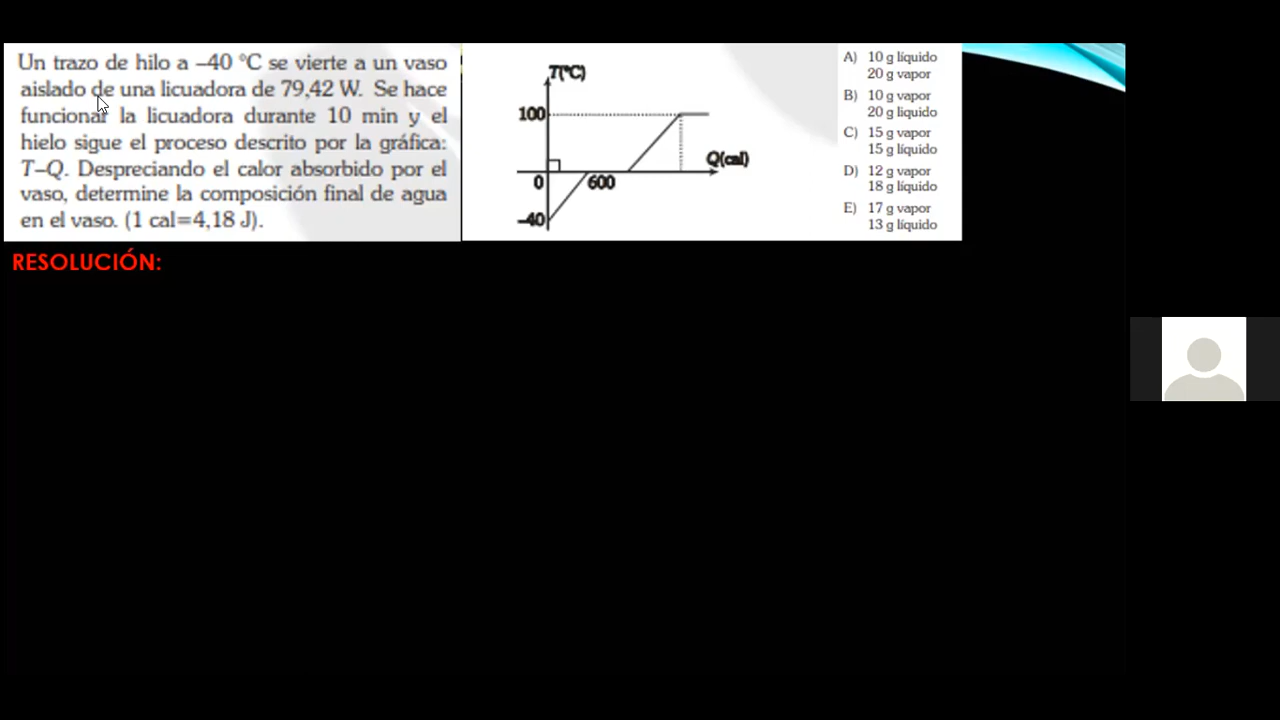 Un trazo de hilo a –40 °C se vierte a un vaso
aislado de una licuadora de 79,42 W. Se hace
funcionar la licuadora durante 10 min y el
hielo sigue el proceso descrito por la gráfica:
T–Q. Despreciando el calor absorbido por el
vaso, determine la composición final de agua
en el vaso. (1 cal=4,18 J).
T(°C)
100
Q(cal)
0
600
–40
A) 10 g líquido
20 g vapor
B) 10 g vapor
20 g líquido
C) 15 g vapor
15 g líquido
D) 12 g vapor
18 g líquido
E) 17 g vapor
13 g líquido
RESOLUCIÓN: